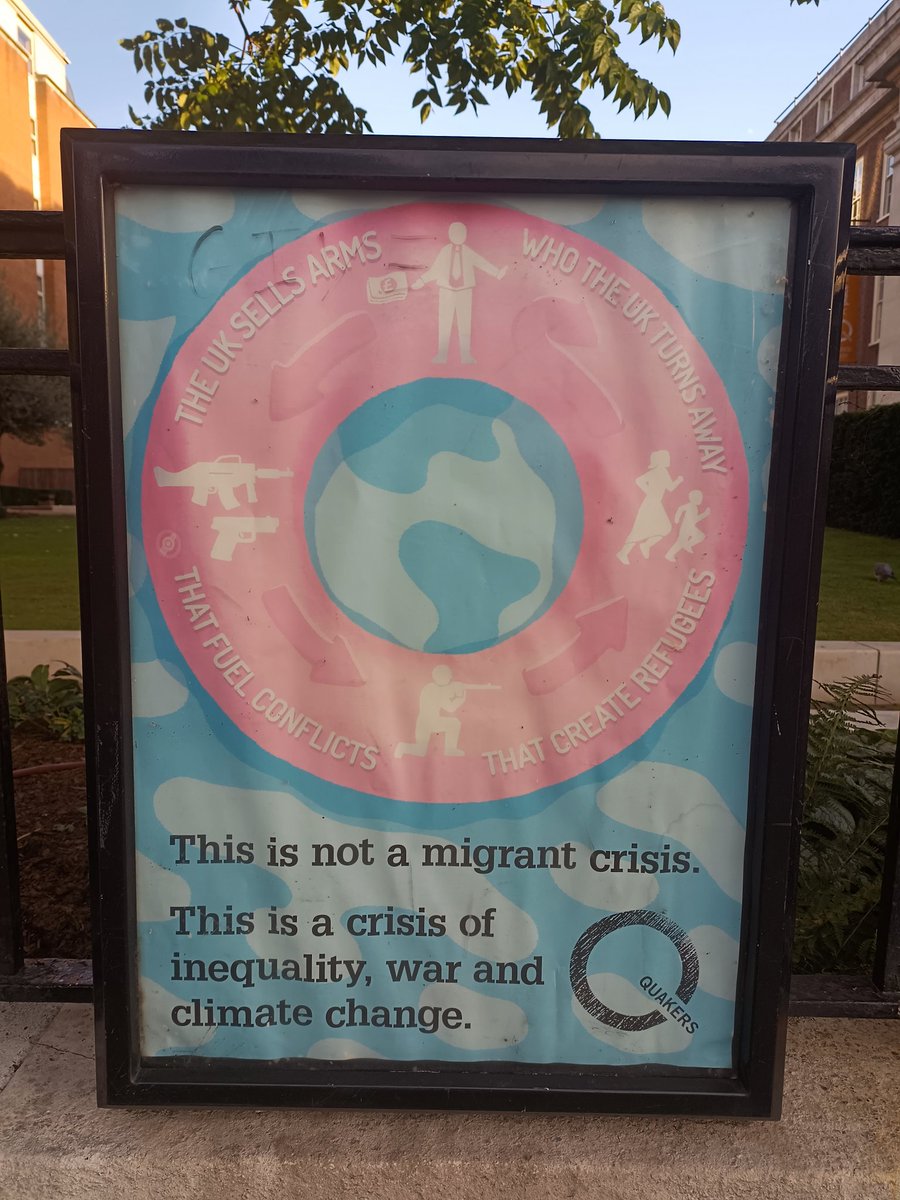 THE UK SELLS ARMS
THAT FUEL CONFLICTS
THAT CREATE REFUGEES
WHO THE UK TURNS AWAY
£
This is not a migrant crisis.
This is a crisis of
inequality, war and
climate change.
QUAKERS